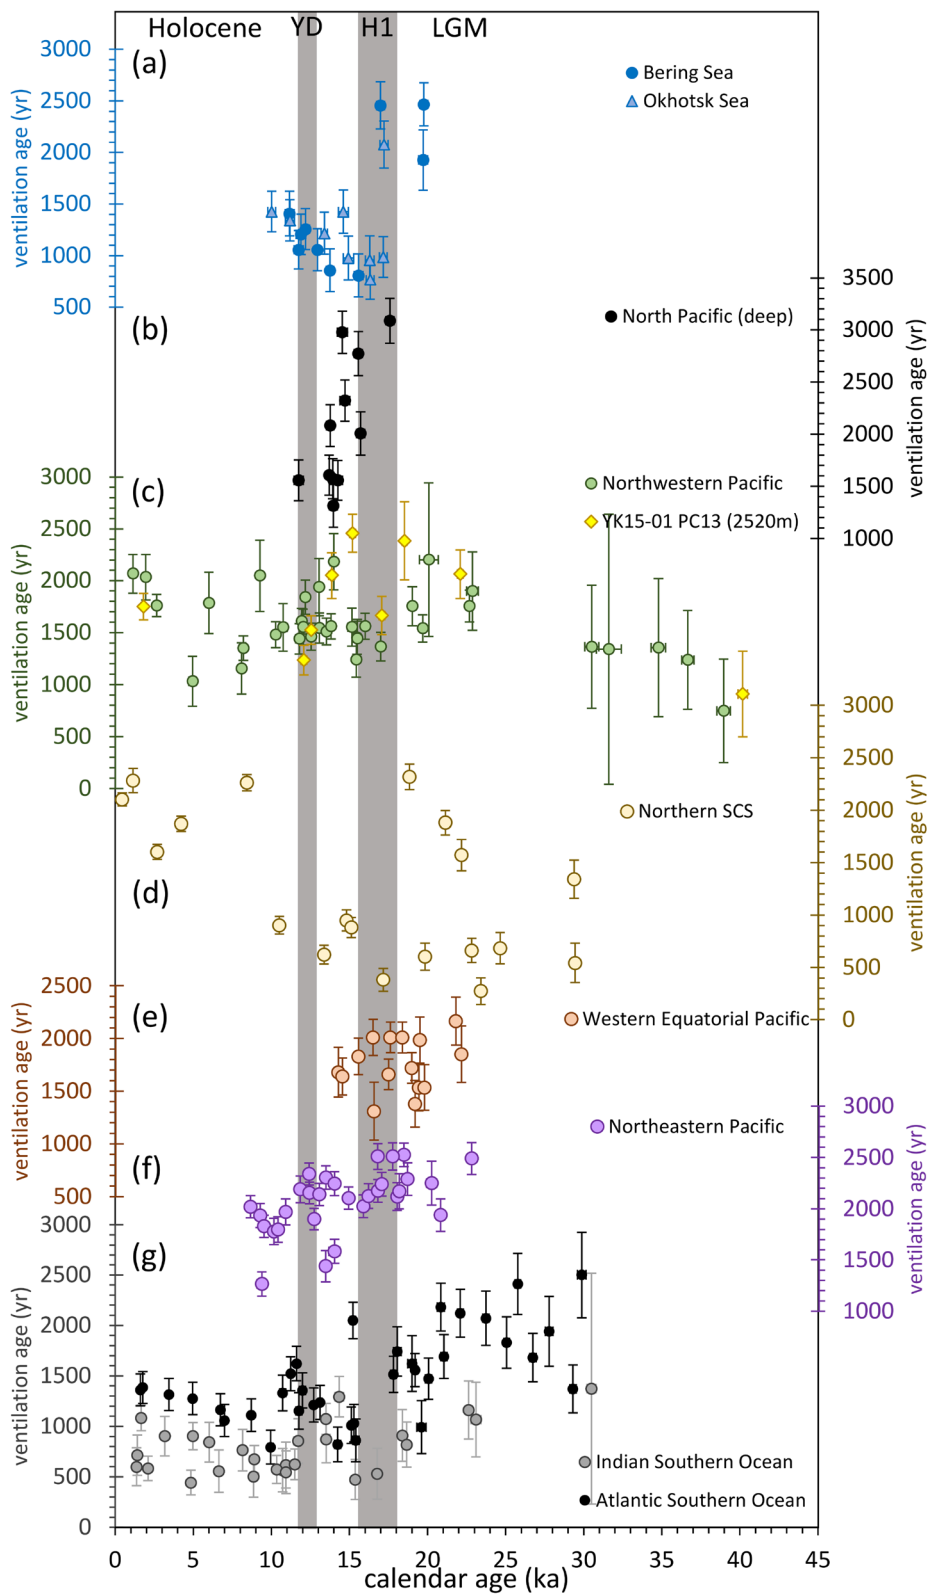 Holocene YD H1 LGM
(a)
3000
2500
2000
1500
1000
500
ventilation age (yr)
Bering Sea
Okhotsk Sea
(b)
3500
3000
2500
2000
1500
1000
ventilation age (yr)
North Pacific (deep)
(c)
3000
2500
2000
1500
1000
500
0
ventilation age (yr)
Northwestern Pacific
YK15-01 PC13 (2520m)
(d)
3000
2500
2000
1500
1000
500
0
ventilation age (yr)
Northern SCS
(e)
2500
2000
1500
1000
500
ventilation age (yr)
Western Equatorial Pacific
(f)
3000
2500
2000
1500
1000
ventilation age (yr)
Northeastern Pacific
(g)
3000
2500
2000
1500
1000
500
0
ventilation age (yr)
Indian Southern Ocean
Atlantic Southern Ocean
0 5 10 15 20 25 30 35 40 45
calendar age (ka)